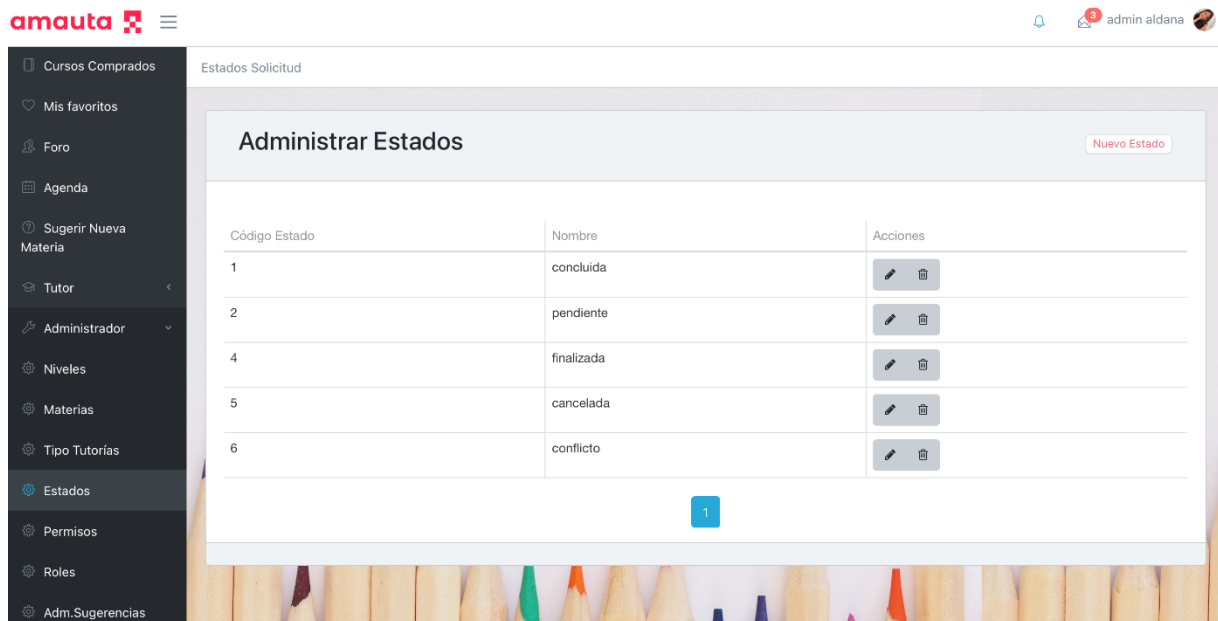 amauta
3 admin aldana
Cursos Comprados
Mis favoritos
Foro
Agenda
Sugerir Nueva
Materia
Tutor
Administrador
Niveles
Materias
Tipo Tutorías
Estados
Permisos
Roles
Adm.Sugerencias
Estados Solicitud
Administrar Estados
Nuevo Estado
Código Estado Nombre Acciones
1 concluida
2 pendiente
4 finalizada
5 cancelada
6 conflicto
1